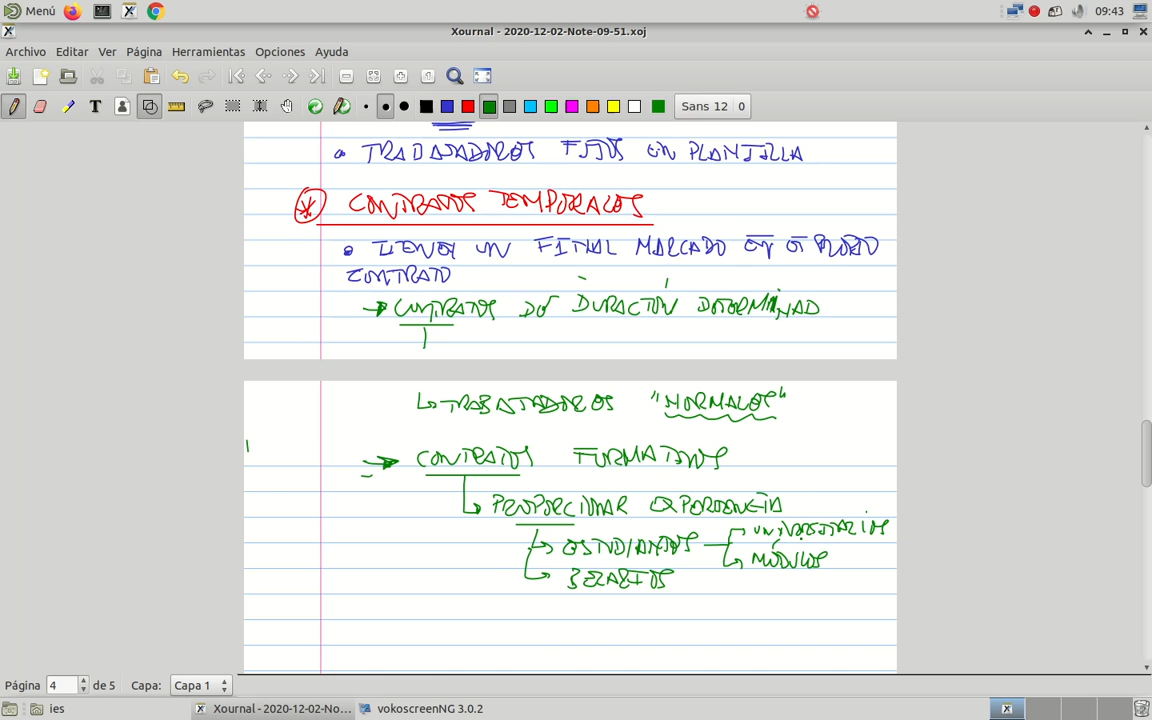 Menú 09:43
Xournal - 2020-12-02-Note-09-51.xoj
Archivo Editar Ver Página Herramientas Opciones Ayuda
T Sans 12 0
• TRABAJADORES FIJOS EN PLANTILLA
* CONTRATOS TEMPORALES
• TIENEN UN FINAL MARCADO EN EL PROPIO
CONTRATO
→ CONTRATOS DE DURACIÓN DETERMINAD
↳ TRABAJADORES "NORMALES"
→ CONTRATOS FORMATIVOS
↳ PROPORCIONAR EXPERIENCIA
UNIVERSITARIOS
ESTUDIANTES
MÓDULOS
BECARIOS
Página 4 de 5 Capa: Capa 1
ies Xournal - 2020-12-02-No... vokoscreenNG 3.0.2